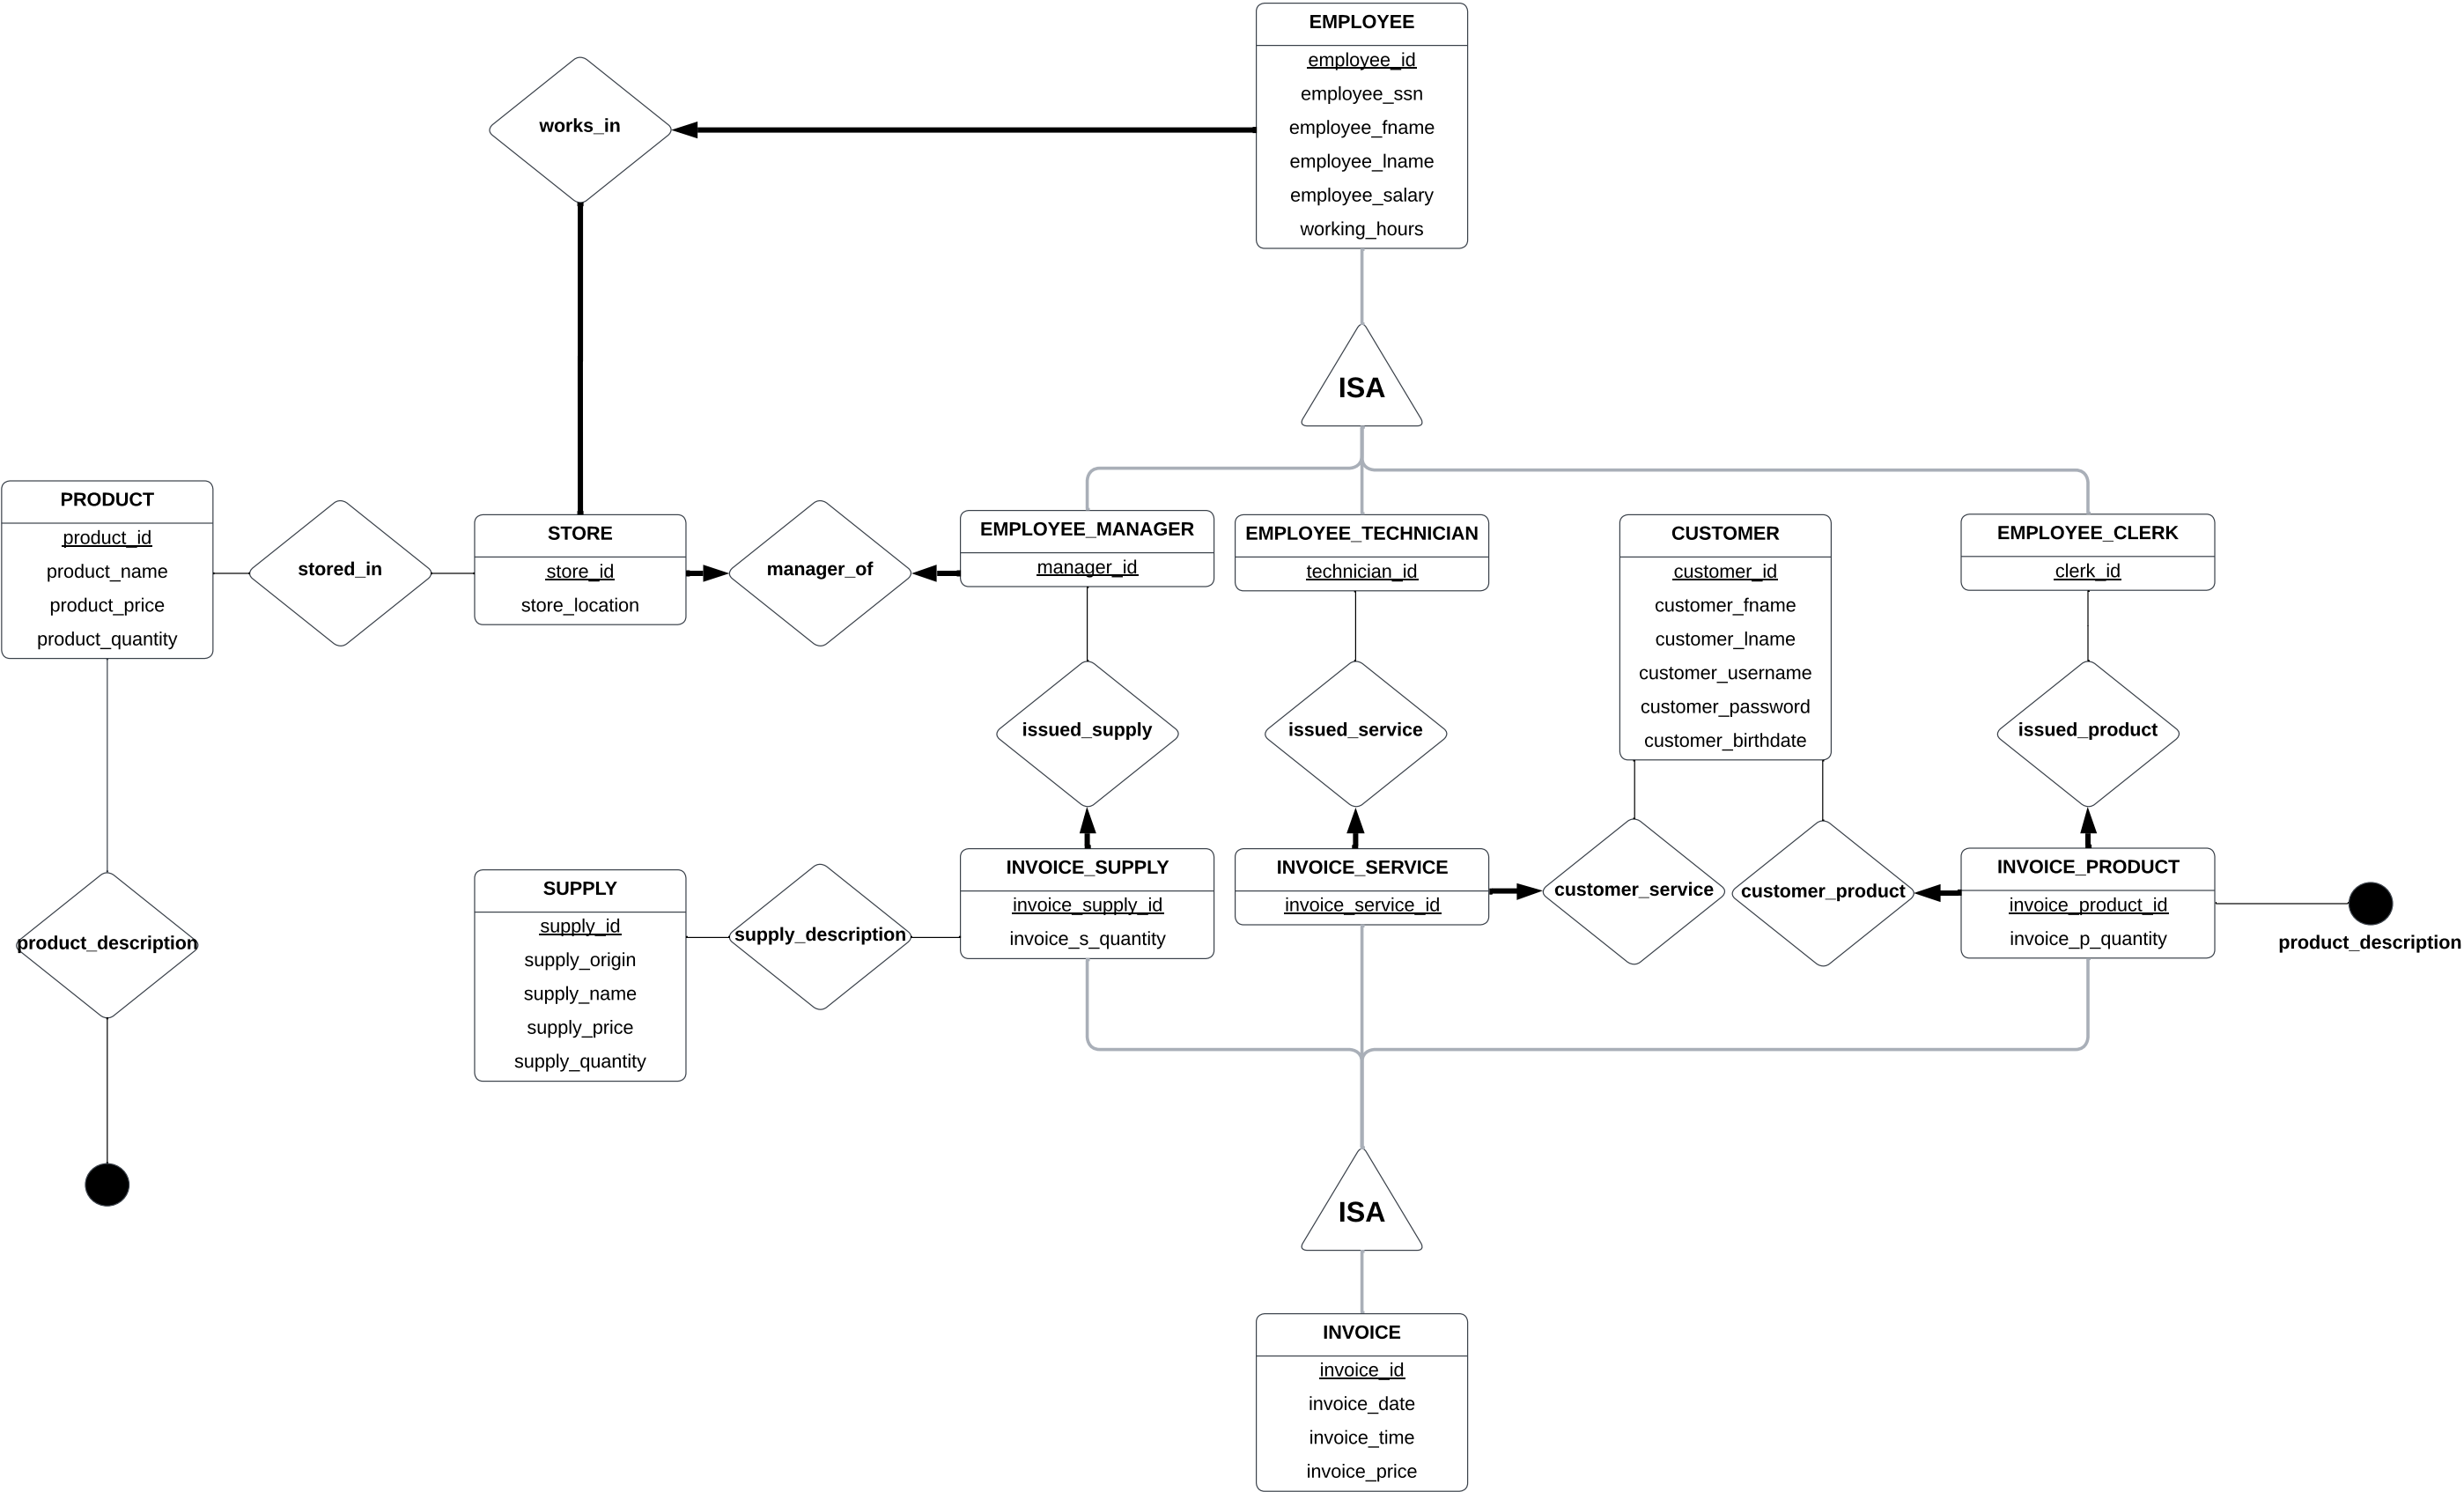 EMPLOYEE
employee_id
employee_ssn
employee_fname
employee_lname
employee_salary
working_hours
works_in
ISA
PRODUCT
product_id
product_name
product_price
product_quantity
stored_in
STORE
store_id
store_location
manager_of
EMPLOYEE_MANAGER
manager_id
EMPLOYEE_TECHNICIAN
technician_id
CUSTOMER
customer_id
customer_fname
customer_lname
customer_username
customer_password
customer_birthdate
EMPLOYEE_CLERK
clerk_id
issued_supply
issued_service
issued_product
product_description
SUPPLY
supply_id
supply_origin
supply_name
supply_price
supply_quantity
supply_description
INVOICE_SUPPLY
invoice_supply_id
invoice_s_quantity
INVOICE_SERVICE
invoice_service_id
customer_service
customer_product
INVOICE_PRODUCT
invoice_product_id
invoice_p_quantity
product_description
ISA
INVOICE
invoice_id
invoice_date
invoice_time
invoice_price